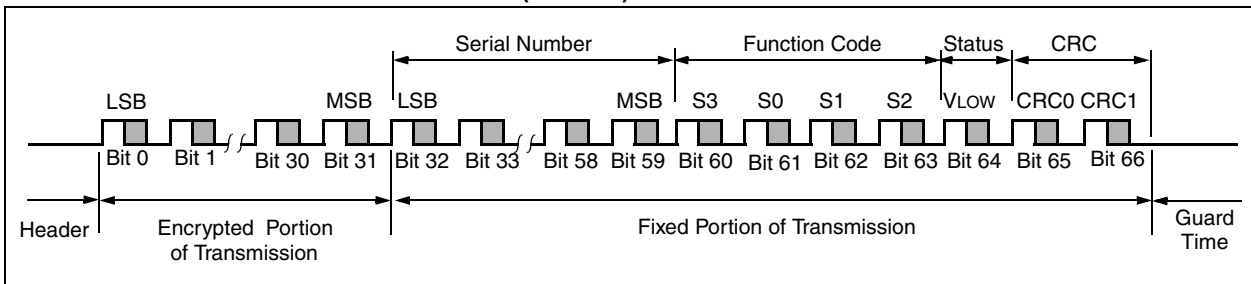 Serial Number Function Code Status CRC
LSB MSB LSB MSB S3 S0 S1 S2 VLOW CRC0 CRC1
Bit 0 Bit 1 Bit 30 Bit 31 Bit 32 Bit 33 Bit 58 Bit 59 Bit 60 Bit 61 Bit 62 Bit 63 Bit 64 Bit 65 Bit 66
Header Encrypted Portion Fixed Portion of Transmission Guard
of Transmission Time